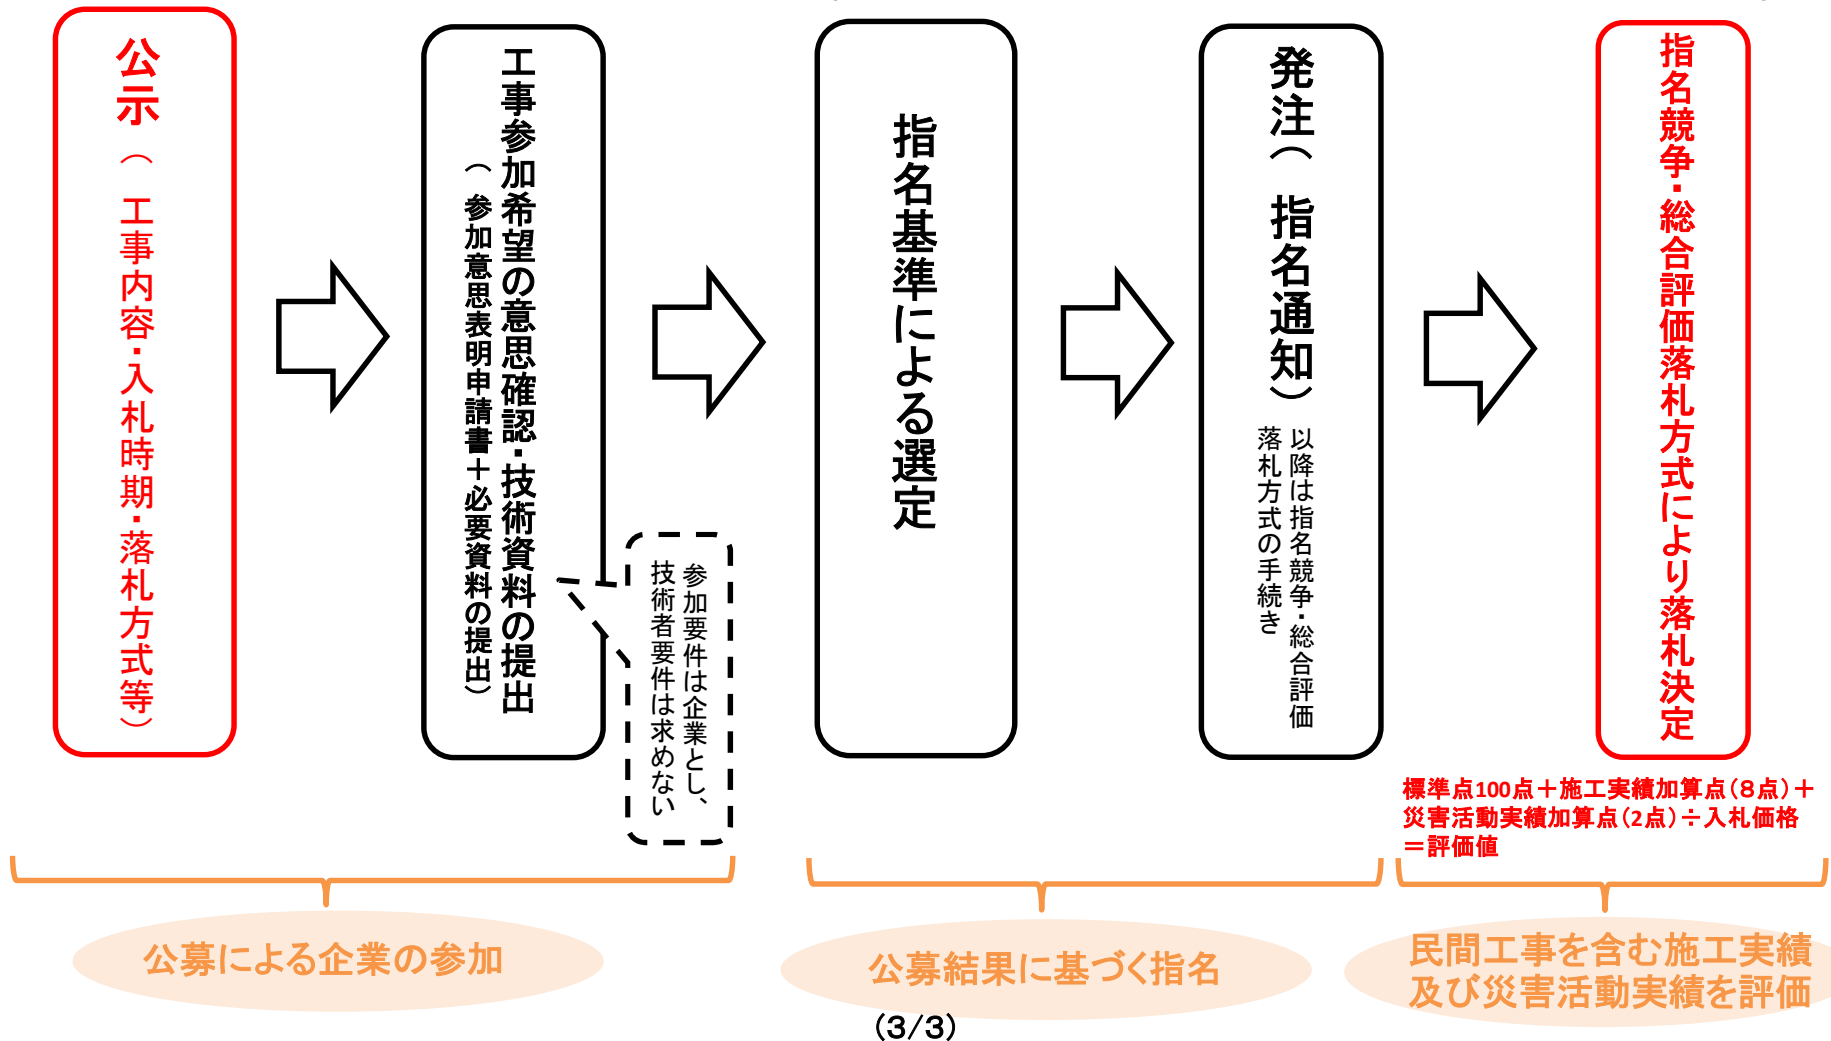 公示（ 工事内容・入札時期・落札方式等）
工事参加希望の意思確認・技術資料の提出
（参加意思表明申請書＋必要資料の提出）
参加要件は企業とし、
技術者要件は求めない
指名基準による選定
発注（ 指名通知）
以降は指名競争・総合評価
落札方式の手続き
指名競争・総合評価落札方式により落札決定
標準点100点＋施工実績加算点（８点）＋
災害活動実績加算点（2点）÷入札価格
＝評価値
公募による企業の参加
公募結果に基づく指名
民間工事を含む施工実績
及び災害活動実績を評価
（3/3）